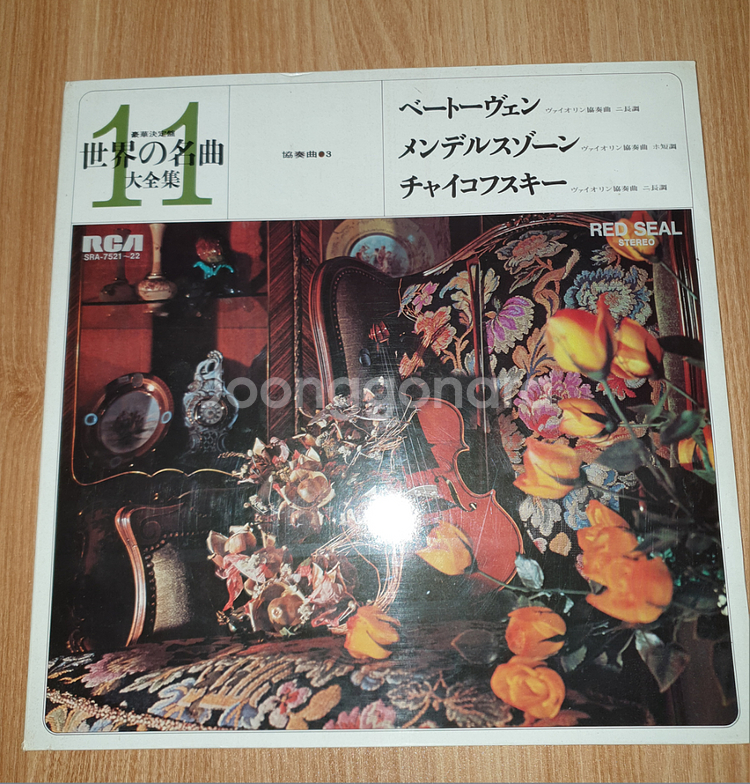 11
豪華決定盤
世界の名曲
大全集
協奏曲●3
ベートーヴェン ヴァイオリン協奏曲 ニ長調
メンデルスゾーン ヴァイオリン協奏曲 ホ短調
チャイコフスキー ヴァイオリン協奏曲 ニ長調
RCA
SRA-7521~22
RED SEAL
STEREO